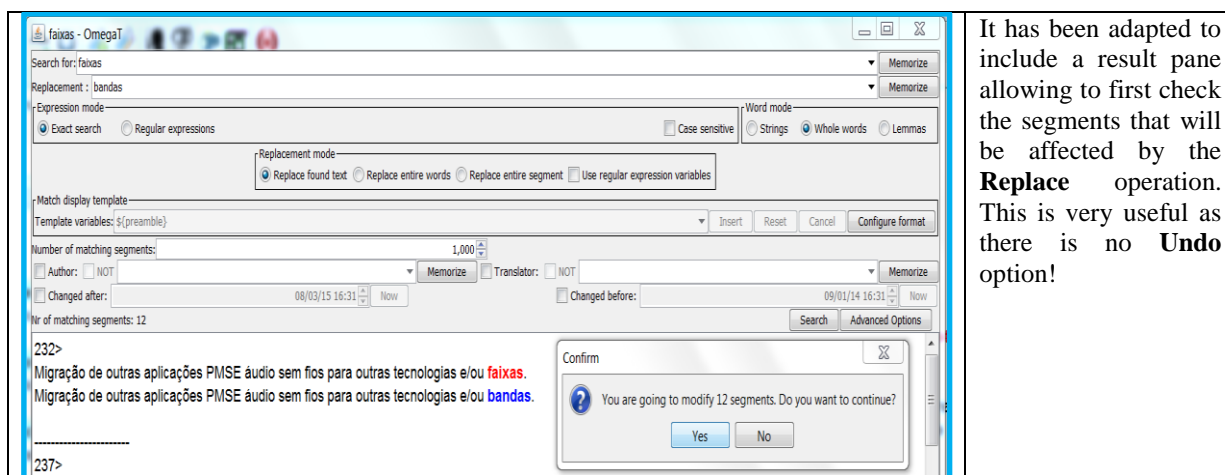 faixas - OmegaT
Search for: faixas Memorize
Replacement : bandas Memorize
Expression mode Word mode
Exact search Regular expressions Case sensitive Strings Whole words Lemmas
Replacement mode
Replace found text Replace entire words Replace entire segment Use regular expression variables
Match display template
Template variables: ${preamble} Insert Reset Cancel Configure format
Number of matching segments: 1,000
Author: NOT Memorize Translator: NOT Memorize
Changed after: 08/03/15 16:31 Now Changed before: 09/01/14 16:31 Now
Nr of matching segments: 12 Search Advanced Options
232>
Migração de outras aplicações PMSE áudio sem fios para outras tecnologias e/ou faixas.
Migração de outras aplicações PMSE áudio sem fios para outras tecnologias e/ou bandas.
-----------------------
237>
Confirm
You are going to modify 12 segments. Do you want to continue?
Yes No
It has been adapted to
include a result pane
allowing to first check
the segments that will
be affected by the
Replace operation.
This is very useful as
there is no Undo
option!